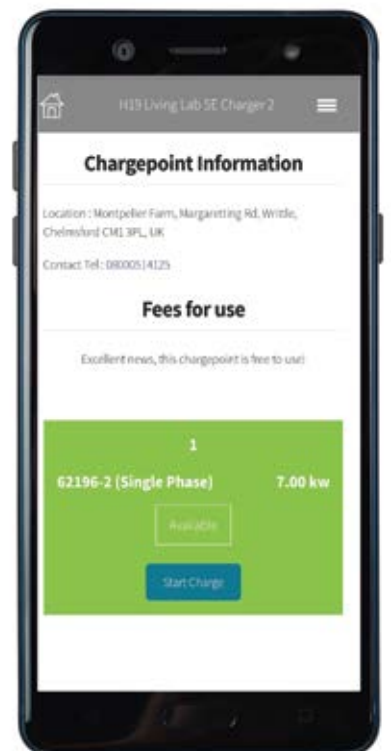 H19 Living Lab SE Charger 2
Chargepoint Information
Location : Montpelier Farm, Margaretting Rd, Writtle,
Chelmsford CM1 3PL, UK
Contact Tel : 08000514125
Fees for use
Excellent news, this chargepoint is free to use!
1
62196-2 (Single Phase) 7.00 kw
Available
Start Charge